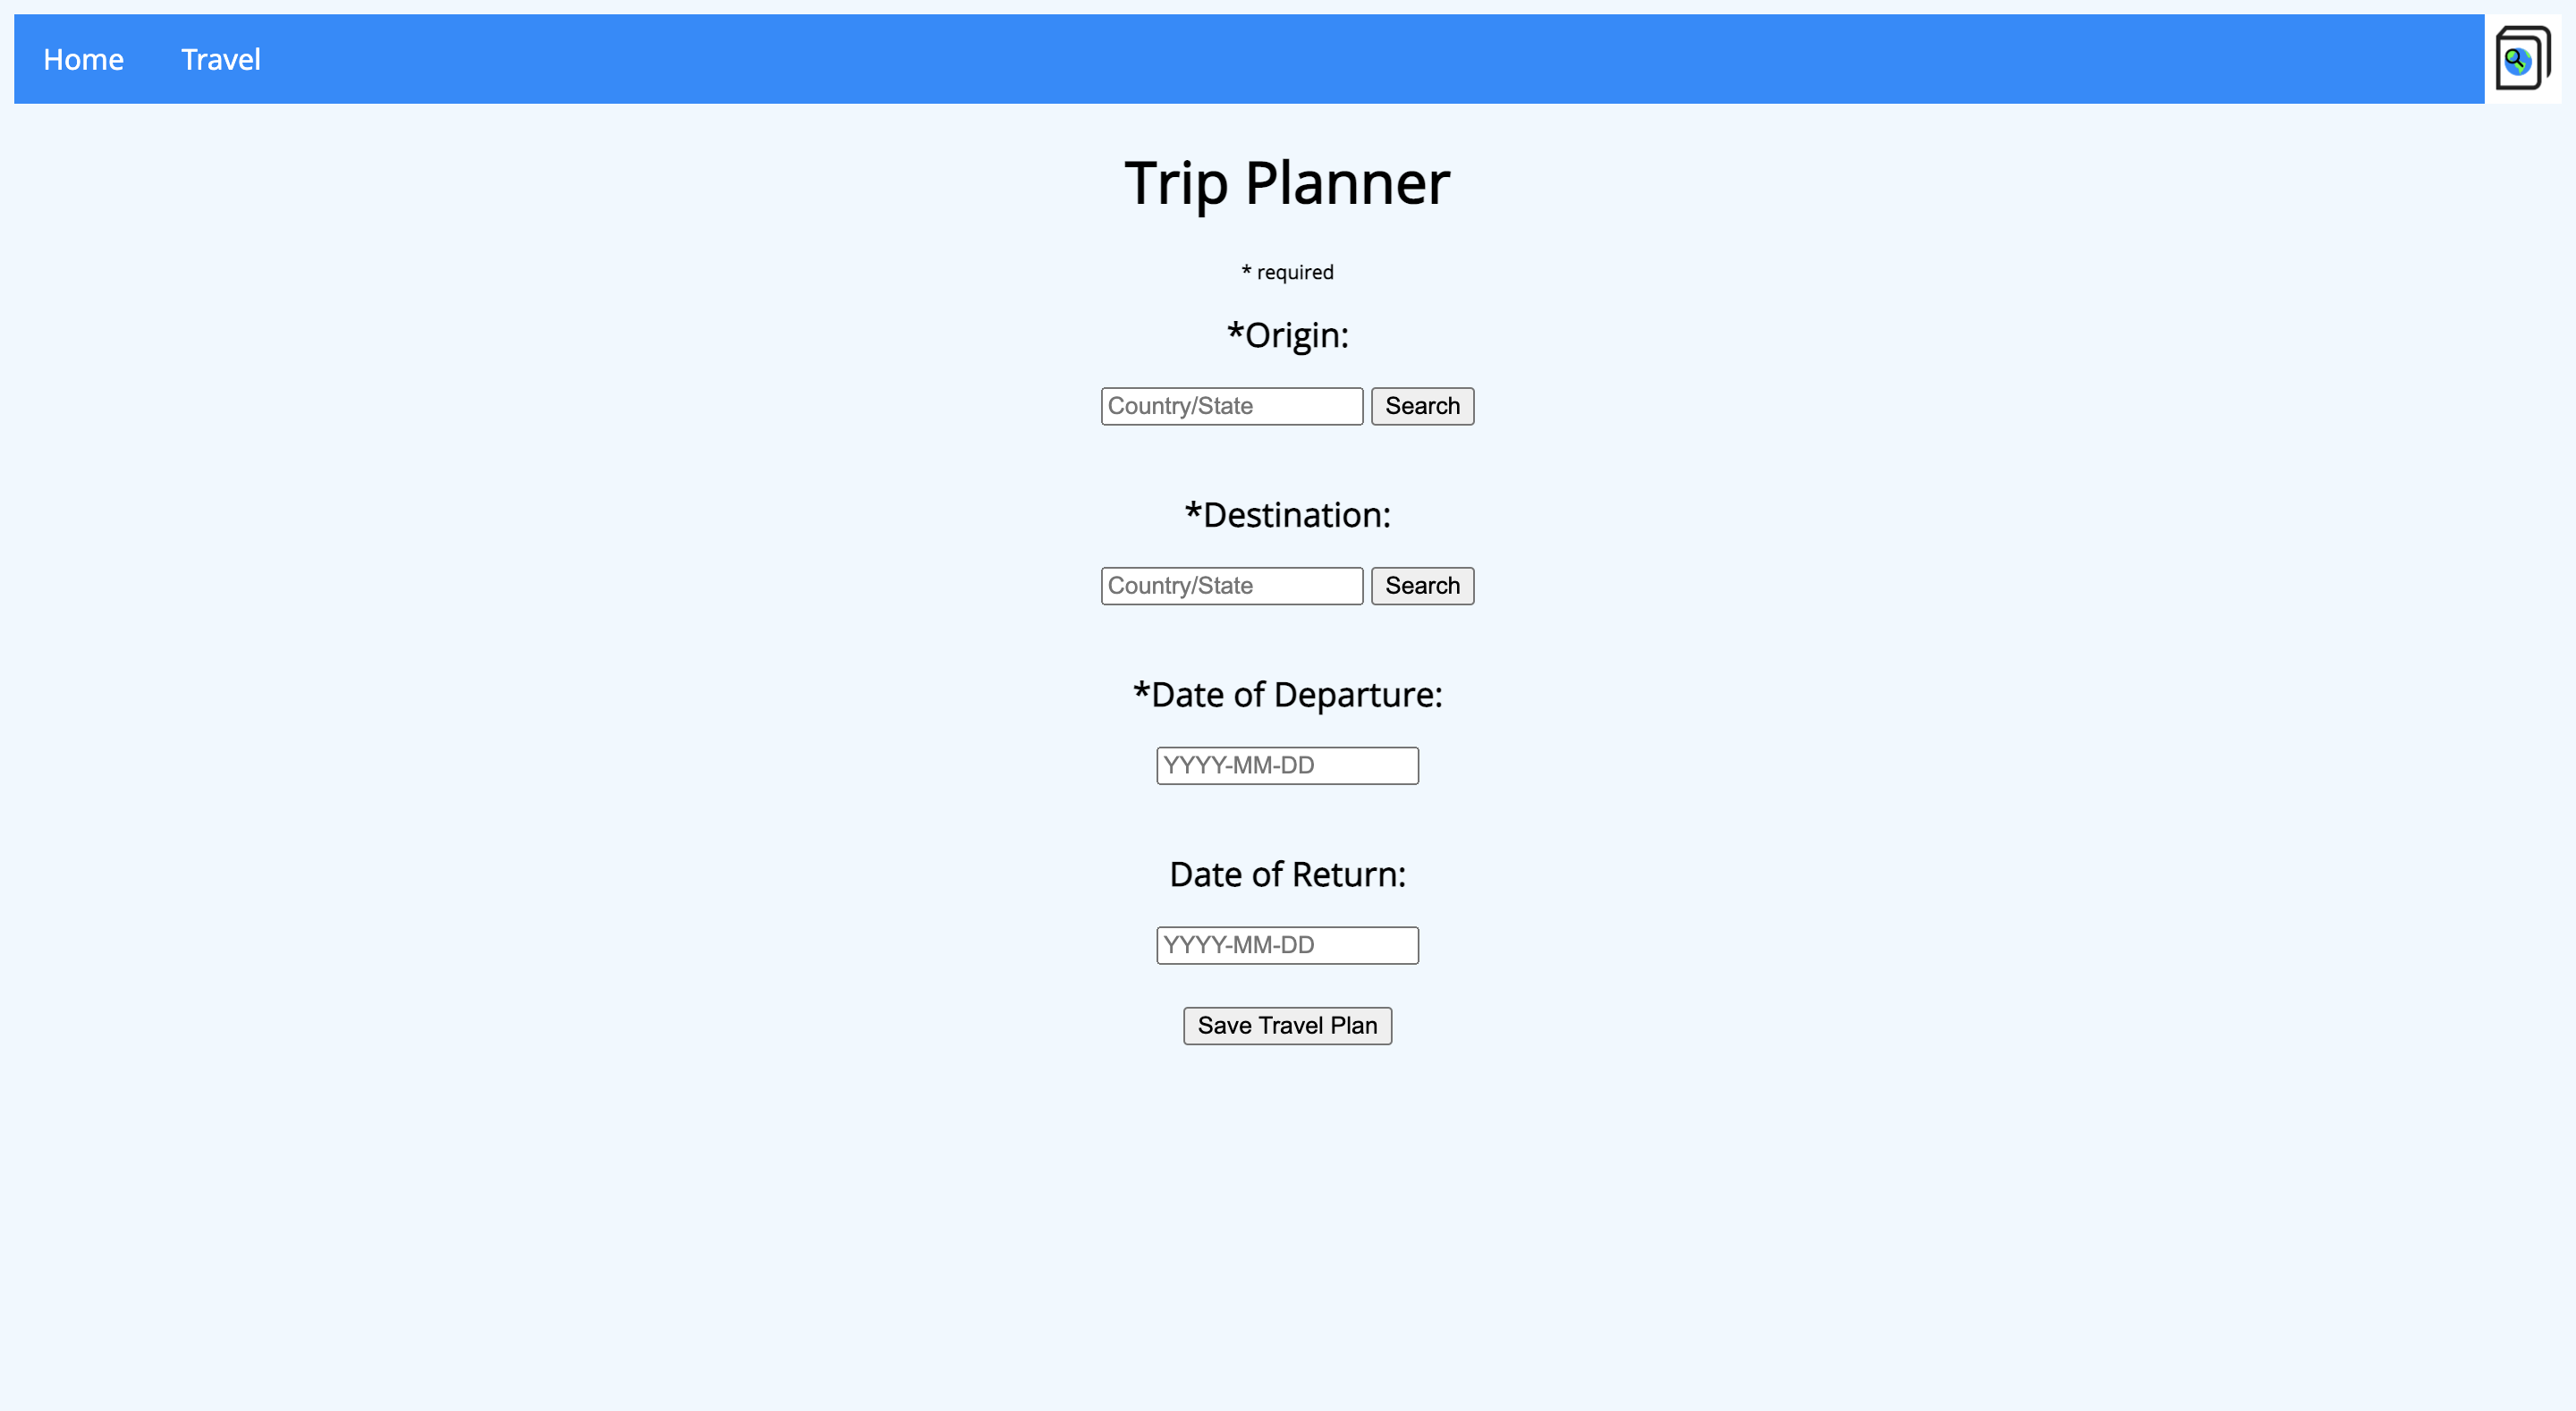 Home Travel
Trip Planner
* required
*Origin:
Country/State Search
*Destination:
Country/State Search
*Date of Departure:
YYYY-MM-DD
Date of Return:
YYYY-MM-DD
Save Travel Plan